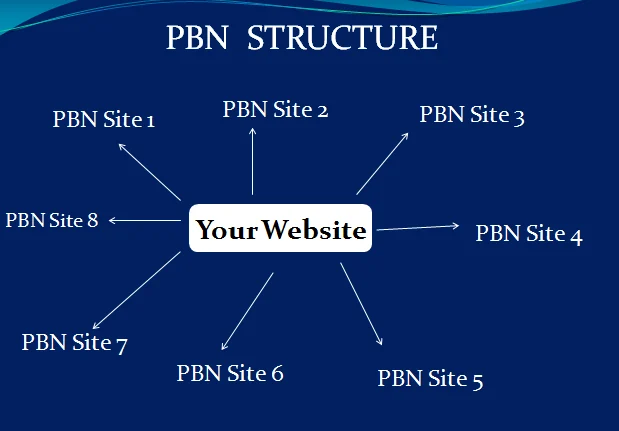 PBN STRUCTURE
PBN Site 1
PBN Site 2
PBN Site 3
PBN Site 8
Your Website
PBN Site 4
PBN Site 7
PBN Site 6
PBN Site 5